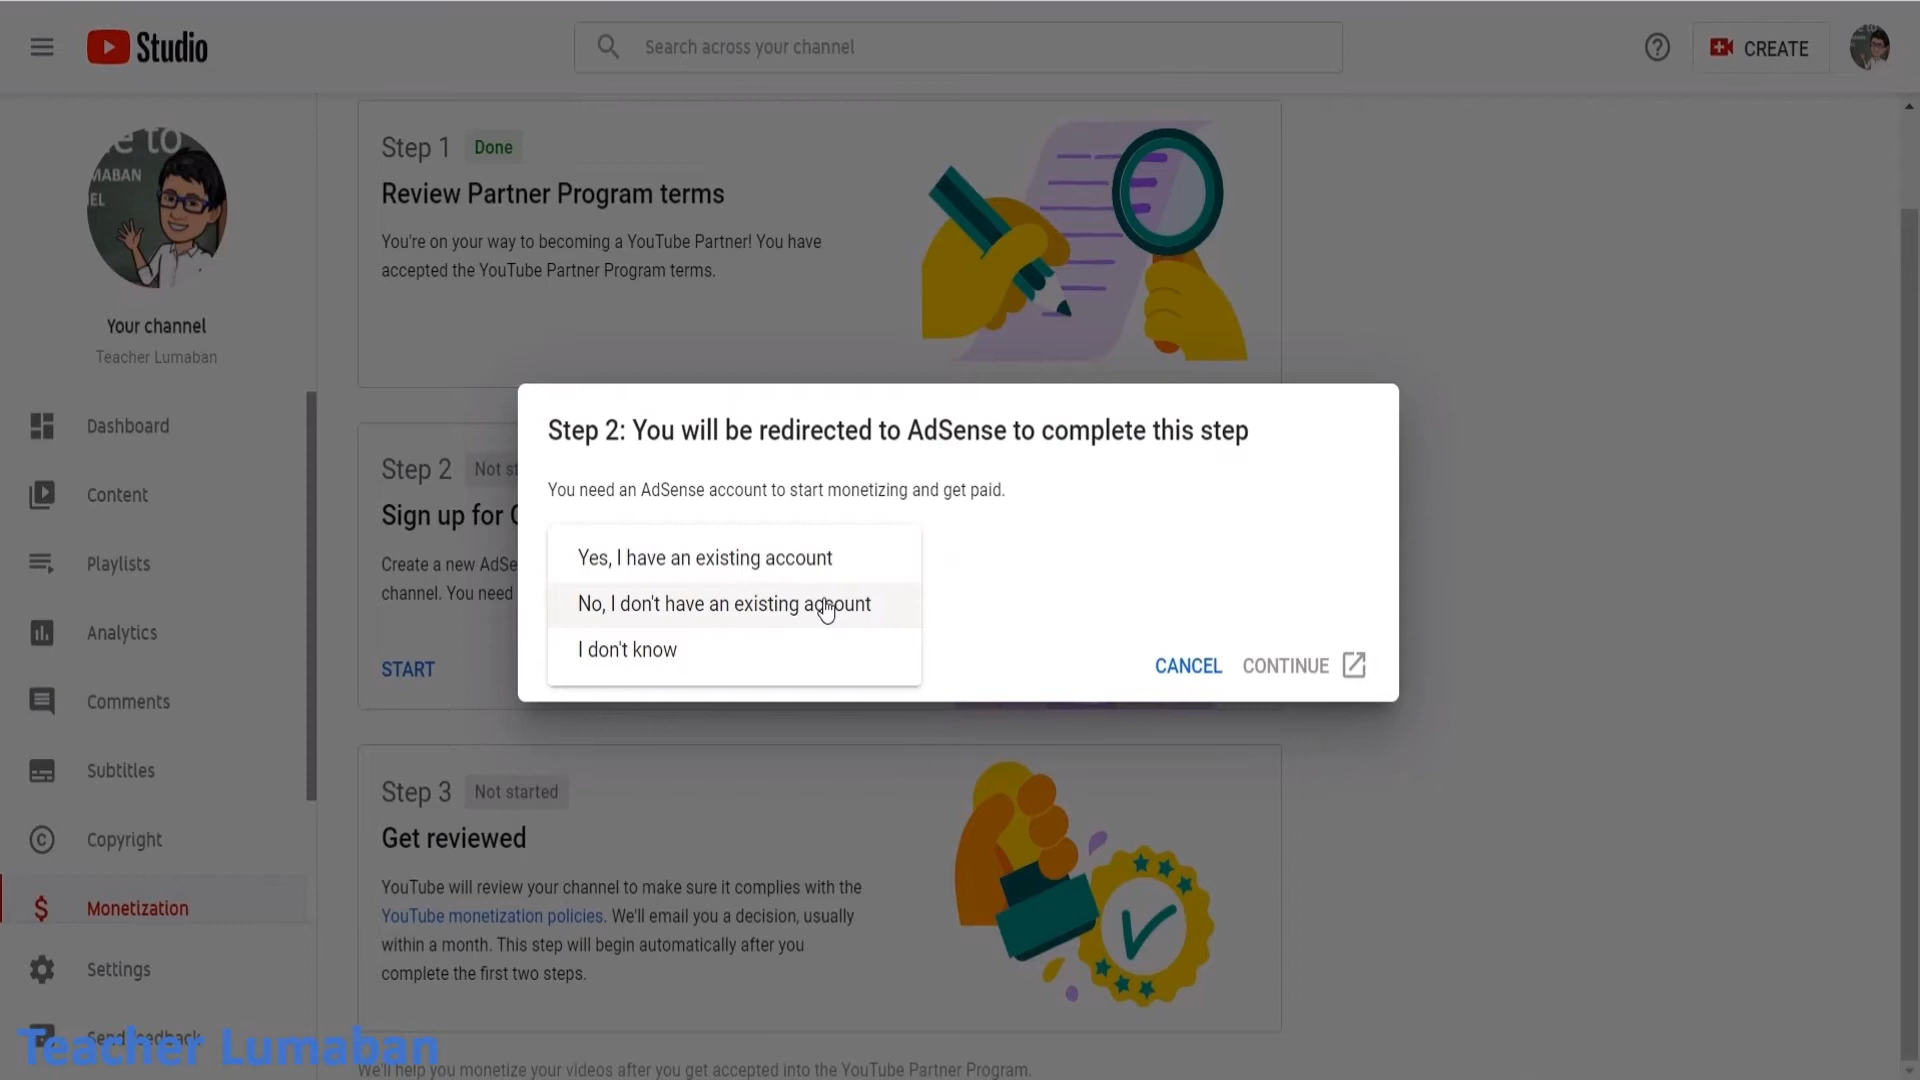 Studio
Search across your channel
CREATE
e to
MABAN
EL
Your channel
Teacher Lumaban
Dashboard
Content
Playlists
Analytics
Comments
Subtitles
Copyright
Monetization
Settings
Send feedback
Step 1 Done
Review Partner Program terms
You're on your way to becoming a YouTube Partner! You have
accepted the YouTube Partner Program terms.
Step 2 Not st
Sign up for
Create a new AdSe
channel. You need
START
Step 2: You will be redirected to AdSense to complete this step
You need an AdSense account to start monetizing and get paid.
Yes, I have an existing account
No, I don't have an existing account
I don't know
CANCEL CONTINUE
Step 3 Not started
Get reviewed
YouTube will review your channel to make sure it complies with the
YouTube monetization policies. We'll email you a decision, usually
within a month. This step will begin automatically after you
complete the first two steps.
We'll help you monetize your videos after you get accepted into the YouTube Partner Program.
Teacher Lumaban